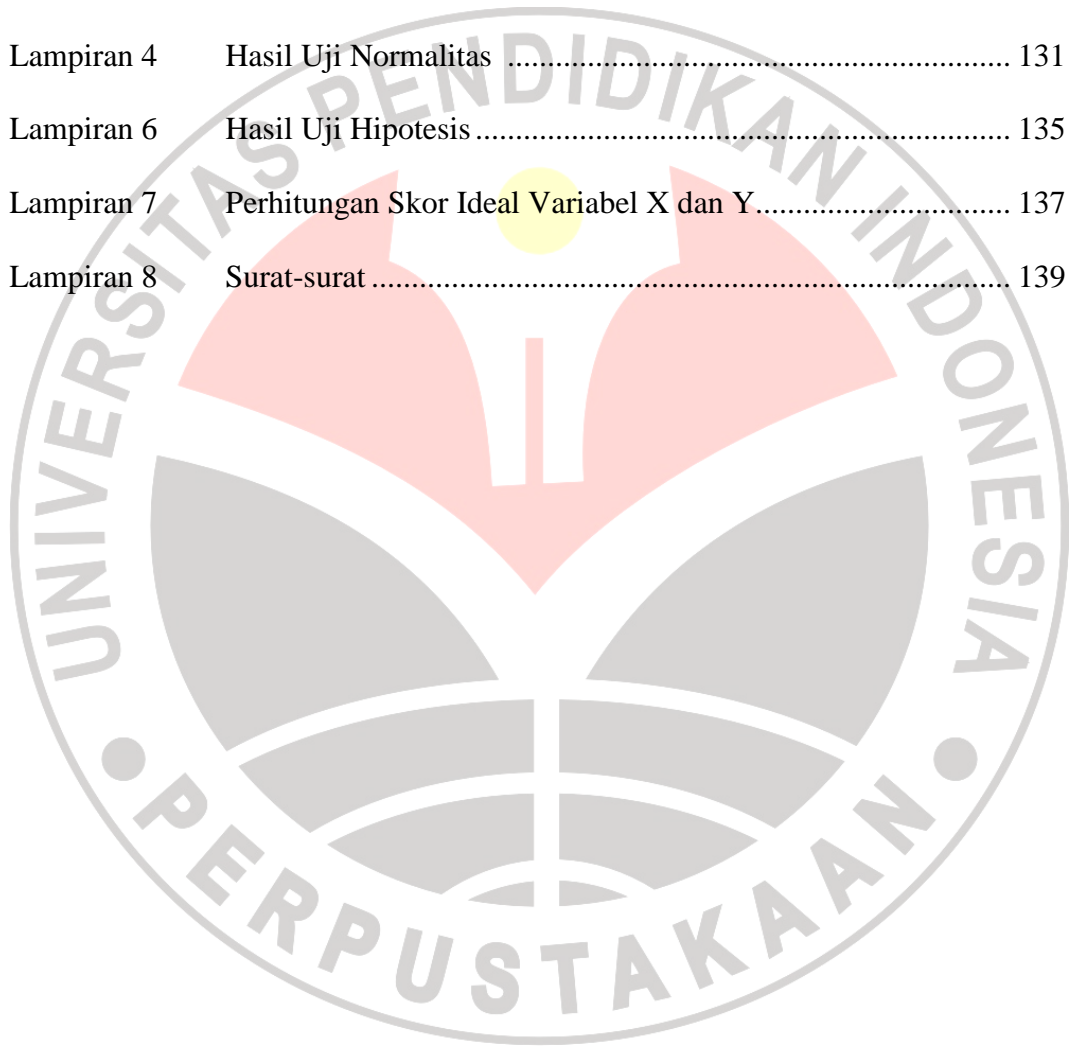 Lampiran 4 Hasil Uji Normalitas ............................................................... 131
Lampiran 6 Hasil Uji Hipotesis ................................................................... 135
Lampiran 7 Perhitungan Skor Ideal Variabel X dan Y................................ 137
Lampiran 8 Surat-surat ................................................................................ 139
UNIVERSITAS PENDIDIKAN INDONESIA
PERPUSTAKAAN